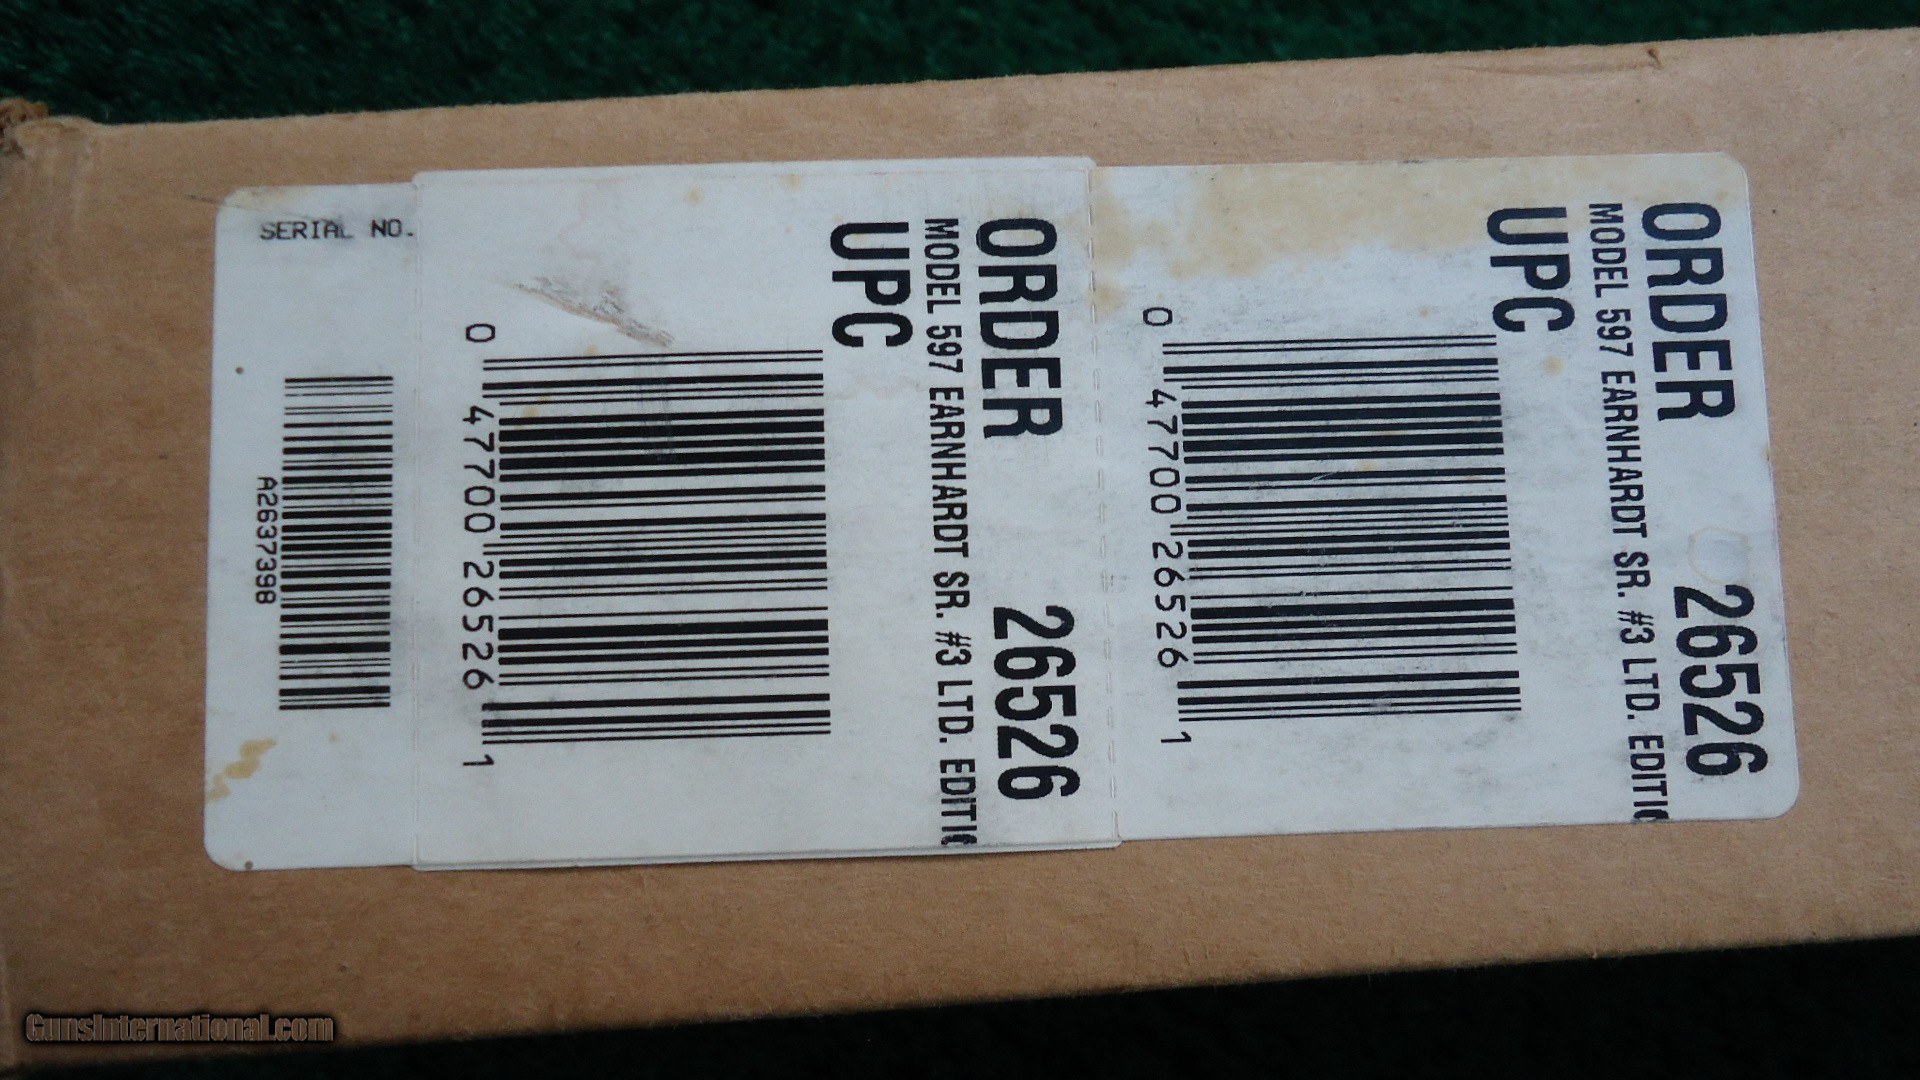 SERIAL NO.
A2637398
ORDER 26526
MODEL 597 EARNHARDT SR. #3 LTD. EDITIO
UPC
0 47700 26526 1
ORDER 26526
MODEL 597 EARNHARDT SR. #3 LTD. EDITIO
UPC
0 47700 26526 1
GunsInternational.com